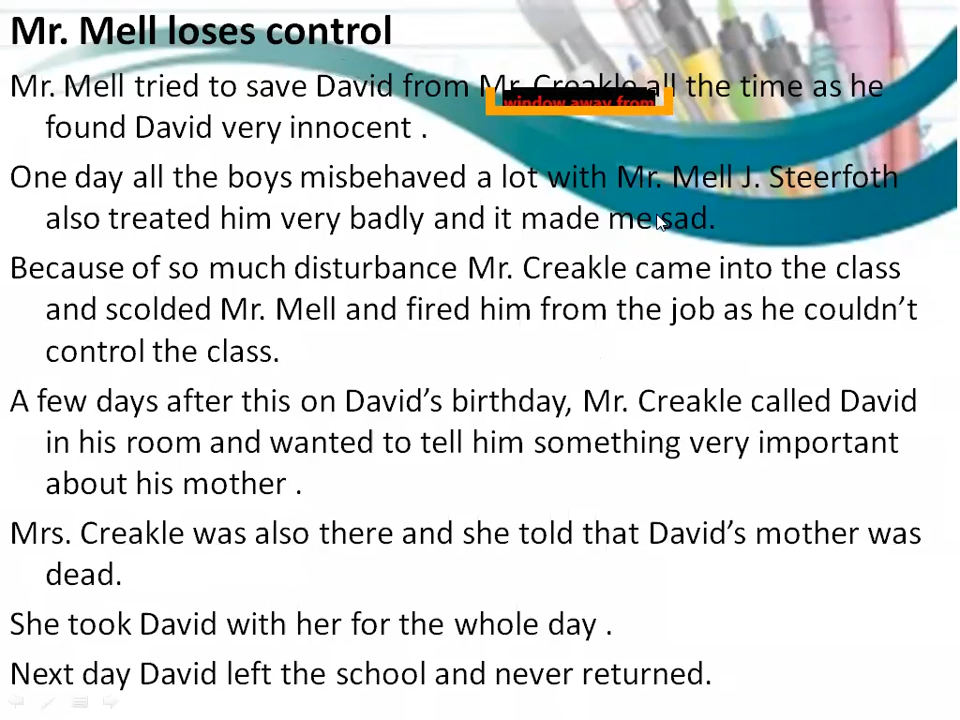 Mr. Mell loses control
Mr. Mell tried to save David from Mr. Creakle all the time as he
window away from
found David very innocent .
One day all the boys misbehaved a lot with Mr. Mell J. Steerfoth
also treated him very badly and it made me sad.
Because of so much disturbance Mr. Creakle came into the class
and scolded Mr. Mell and fired him from the job as he couldn’t
control the class.
A few days after this on David’s birthday, Mr. Creakle called David
in his room and wanted to tell him something very important
about his mother .
Mrs. Creakle was also there and she told that David’s mother was
dead.
She took David with her for the whole day .
Next day David left the school and never returned.